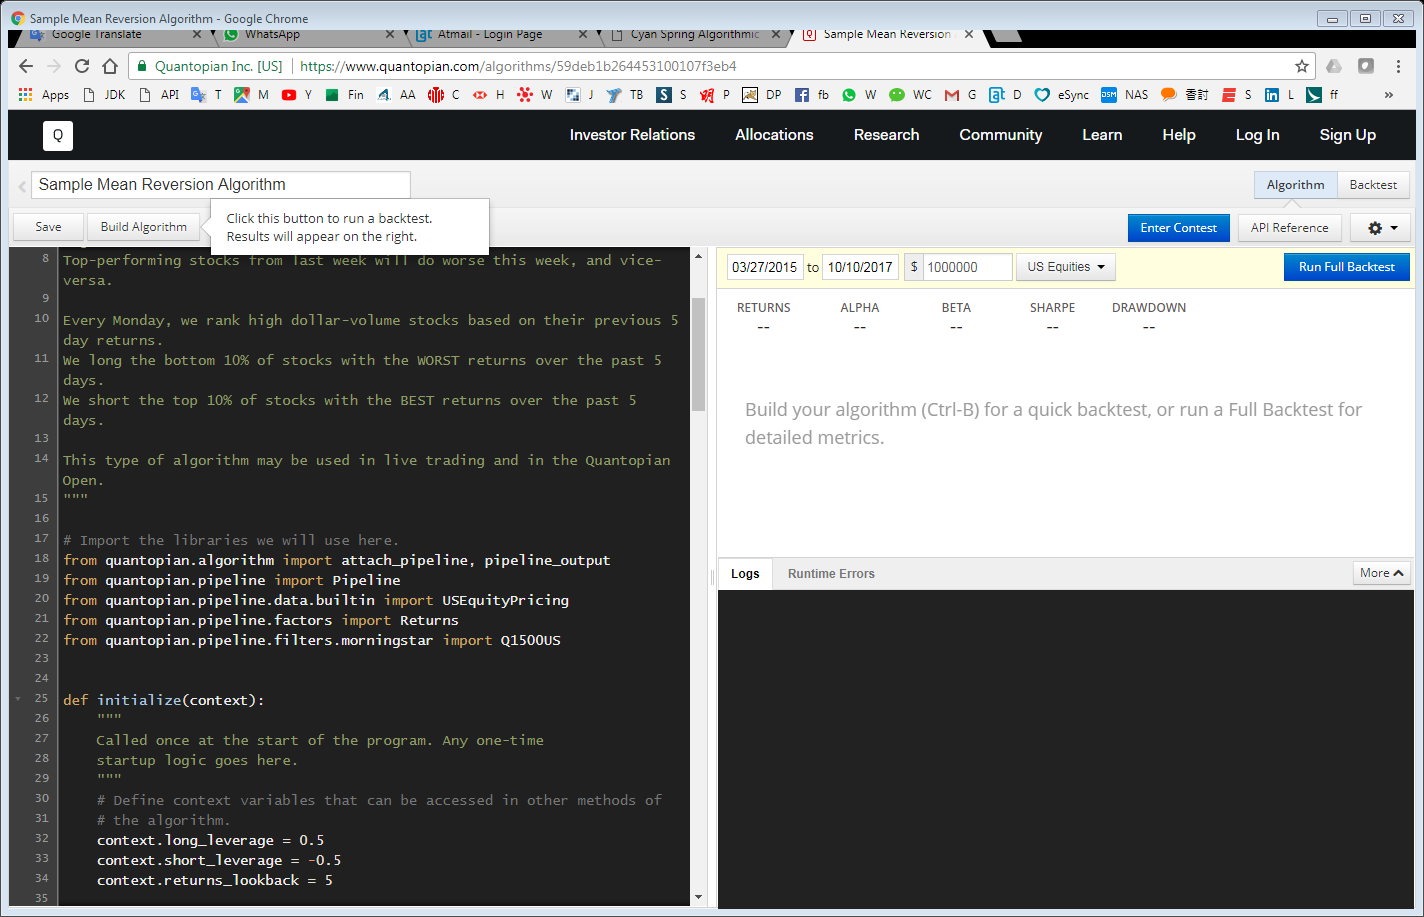 Sample Mean Reversion Algorithm - Google Chrome
Google Translate
WhatsApp
Atmail - Login Page
Cyan Spring Algorithmic
Sample Mean Reversion
Quantopian Inc. [US] https://www.quantopian.com/algorithms/59deb1b264453100107f3eb4
Apps JDK API T M Y Fin AA C H W J TB S P DP fb W WC G D eSync NAS S L ff »
Q Investor Relations Allocations Research Community Learn Help Log In Sign Up
Sample Mean Reversion Algorithm
Algorithm Backtest
Save Build Algorithm
Click this button to run a backtest.
Results will appear on the right.
Enter Contest API Reference
8 Top-performing stocks from last week will do worse this week, and vice-
versa.
9
10 Every Monday, we rank high dollar-volume stocks based on their previous 5
day returns.
11 We long the bottom 10% of stocks with the WORST returns over the past 5
days.
12 We short the top 10% of stocks with the BEST returns over the past 5
days.
13
14 This type of algorithm may be used in live trading and in the Quantopian
Open.
15 """
16
17 # Import the libraries we will use here.
18 from quantopian.algorithm import attach_pipeline, pipeline_output
19 from quantopian.pipeline import Pipeline
20 from quantopian.pipeline.data.builtin import USEquityPricing
21 from quantopian.pipeline.factors import Returns
22 from quantopian.pipeline.filters.morningstar import Q1500US
23
24
25 def initialize(context):
26 """
27 Called once at the start of the program. Any one-time
28 startup logic goes here.
29 """
30 # Define context variables that can be accessed in other methods of
31 # the algorithm.
32 context.long_leverage = 0.5
33 context.short_leverage = -0.5
34 context.returns_lookback = 5
35
03/27/2015 to 10/10/2017 $ 1000000 US Equities Run Full Backtest
RETURNS ALPHA BETA SHARPE DRAWDOWN
-- -- -- -- --
Build your algorithm (Ctrl-B) for a quick backtest, or run a Full Backtest for
detailed metrics.
Logs Runtime Errors More